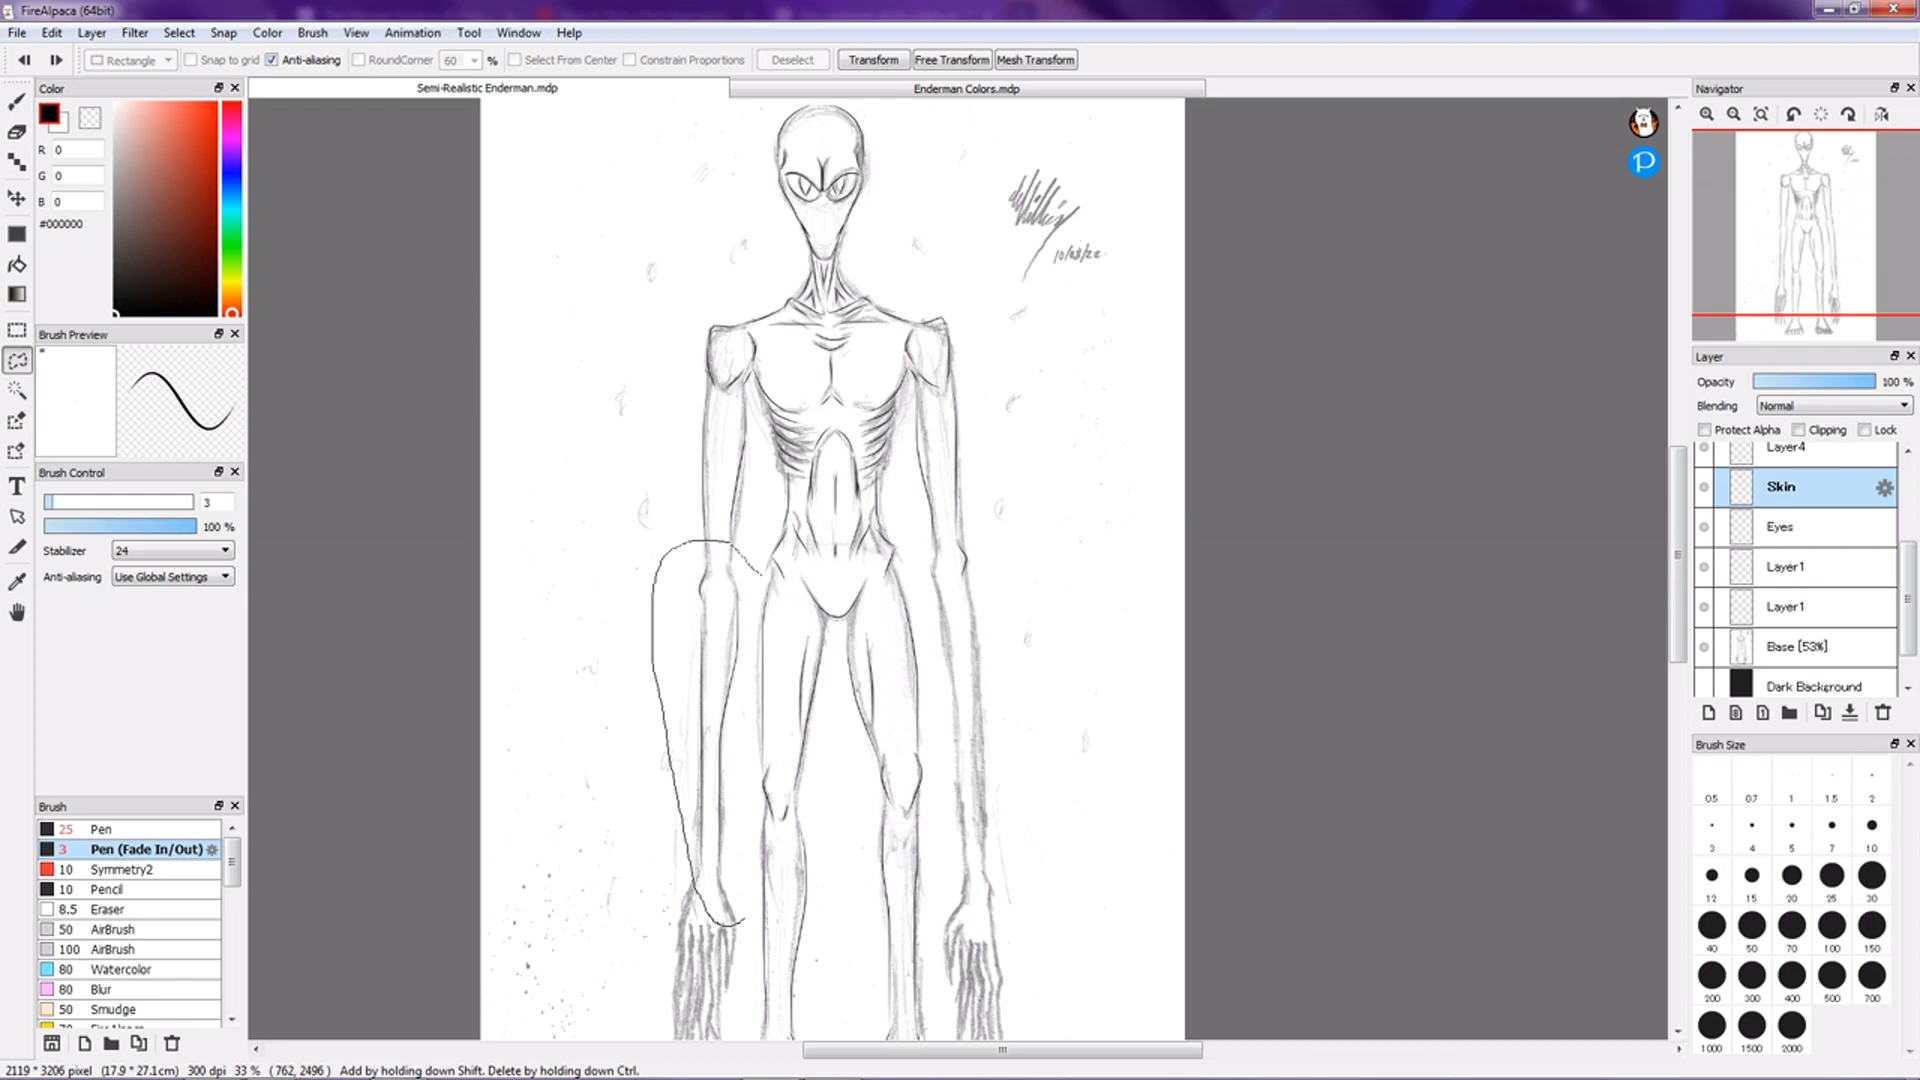 FireAlpaca (64bit)
File Edit Layer Filter Select Snap Color Brush View Animation Tool Window Help
Rectangle Snap to grid Anti-aliasing RoundCorner 60 % Select From Center Constrain Proportions Deselect Transform Free Transform Mesh Transform
Semi-Realistic Enderman.mdp Enderman Colors.mdp
Color
R 0
G 0
B 0
#000000
Brush Preview
Brush Control
3
100 %
Stabilizer 24
Anti-aliasing Use Global Settings
Brush
25 Pen
3 Pen (Fade In/Out)
10 Symmetry2
10 Pencil
8.5 Eraser
50 AirBrush
100 AirBrush
80 Watercolor
80 Blur
50 Smudge
10/08/22
Navigator
Layer
Opacity 100 %
Blending Normal
Protect Alpha Clipping Lock
Layer4
Skin
Eyes
Layer1
Layer1
Base [53%]
Dark Background
Brush Size
0.5 0.7 1 1.5 2
3 4 5 7 10
12 15 20 25 30
40 50 70 100 150
200 300 400 500 700
1000 1500 2000
2119 * 3206 pixel (17.9 * 27.1cm) 300 dpi 33 % (762, 2496) Add by holding down Shift. Delete by holding down Ctrl.